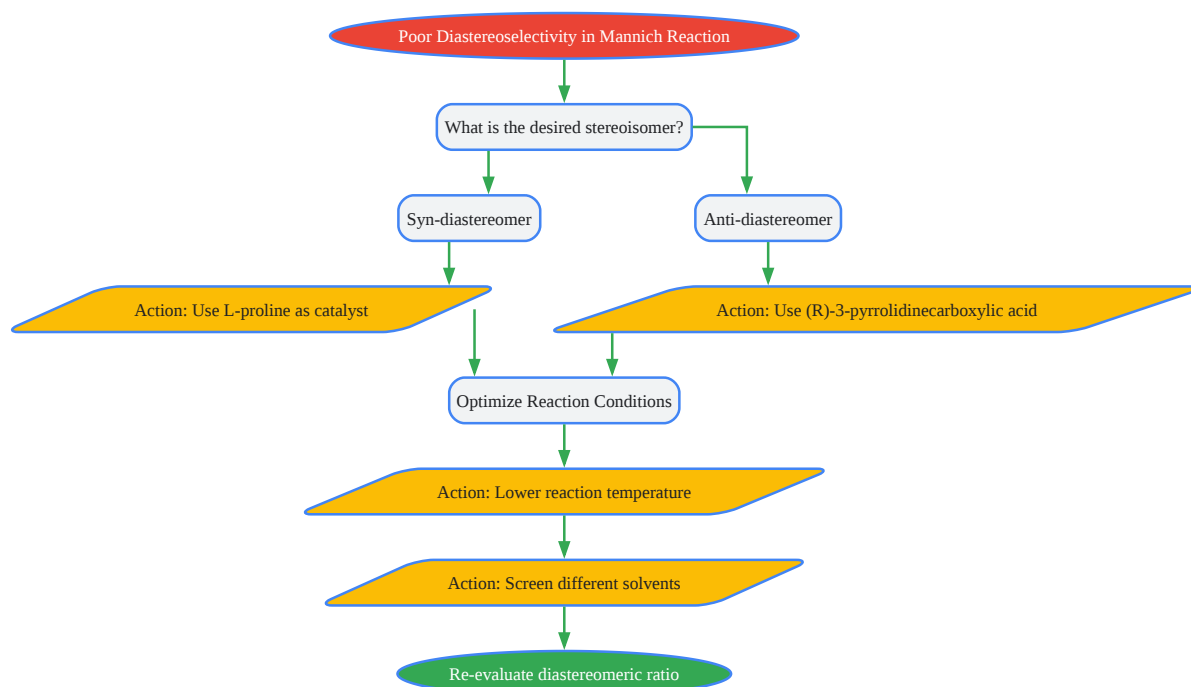 Poor Diastereoselectivity in Mannich Reaction
What is the desired stereoisomer?
Syn-diastereomer
Anti-diastereomer
Action: Use L-proline as catalyst
Action: Use (R)-3-pyrrolidinecarboxylic acid
Optimize Reaction Conditions
Action: Lower reaction temperature
Action: Screen different solvents
Re-evaluate diastereomeric ratio